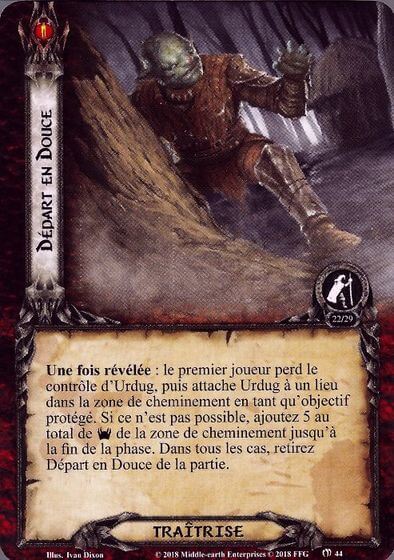 DÉPART EN DOUCE
22/29
Une fois révélée : le premier joueur perd le
contrôle d'Urdug, puis attache Urdug à un lieu
dans la zone de cheminement en tant qu'objectif
protégé. Si ce n'est pas possible, ajoutez 5 au
total de de la zone de cheminement jusqu'à
la fin de la phase. Dans tous les cas, retirez
Départ en Douce de la partie.
TRAÎTRISE
Illus. Ivan Dixon © 2018 Middle-earth Enterprises © 2018 FFG 44